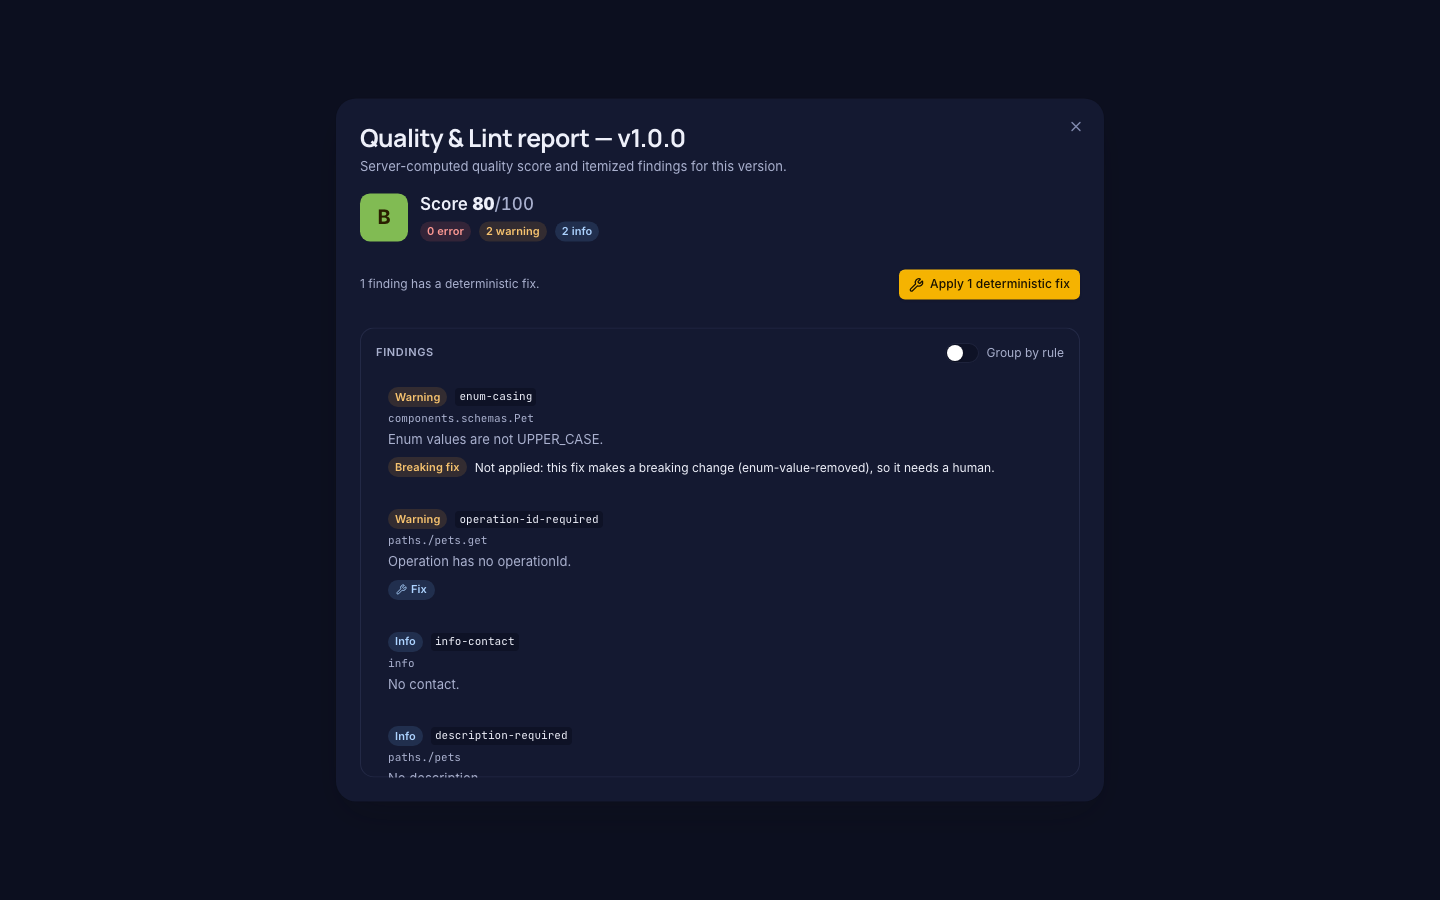 Quality & Lint report — v1.0.0
Server-computed quality score and itemized findings for this version.
B
Score 80/100
0 error 2 warning 2 info
1 finding has a deterministic fix.
Apply 1 deterministic fix
FINDINGS
Group by rule
Warning enum-casing
components.schemas.Pet
Enum values are not UPPER_CASE.
Breaking fix Not applied: this fix makes a breaking change (enum-value-removed), so it needs a human.
Warning operation-id-required
paths./pets.get
Operation has no operationId.
Fix
Info info-contact
info
No contact.
Info description-required
paths./pets
No description